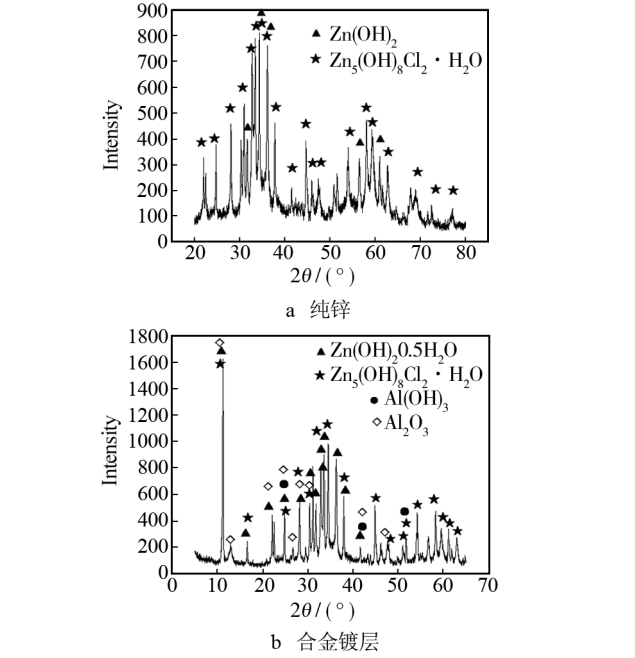 900
800
700
600
500
400
300
200
100
0
Intensity
▲ Zn(OH)₂
★ Zn₅(OH)₈Cl₂・H₂O
20 30 40 50 60 70 80
2θ/(°)
a 纯锌
1800
1600
1400
1200
1000
800
600
400
200
0
Intensity
▲ Zn(OH)₂0.5H₂O
★ Zn₅(OH)₈Cl₂・H₂O
● Al(OH)₃
◇ Al₂O₃
0 10 20 30 40 50 60 70
2θ/(°)
b 合金镀层